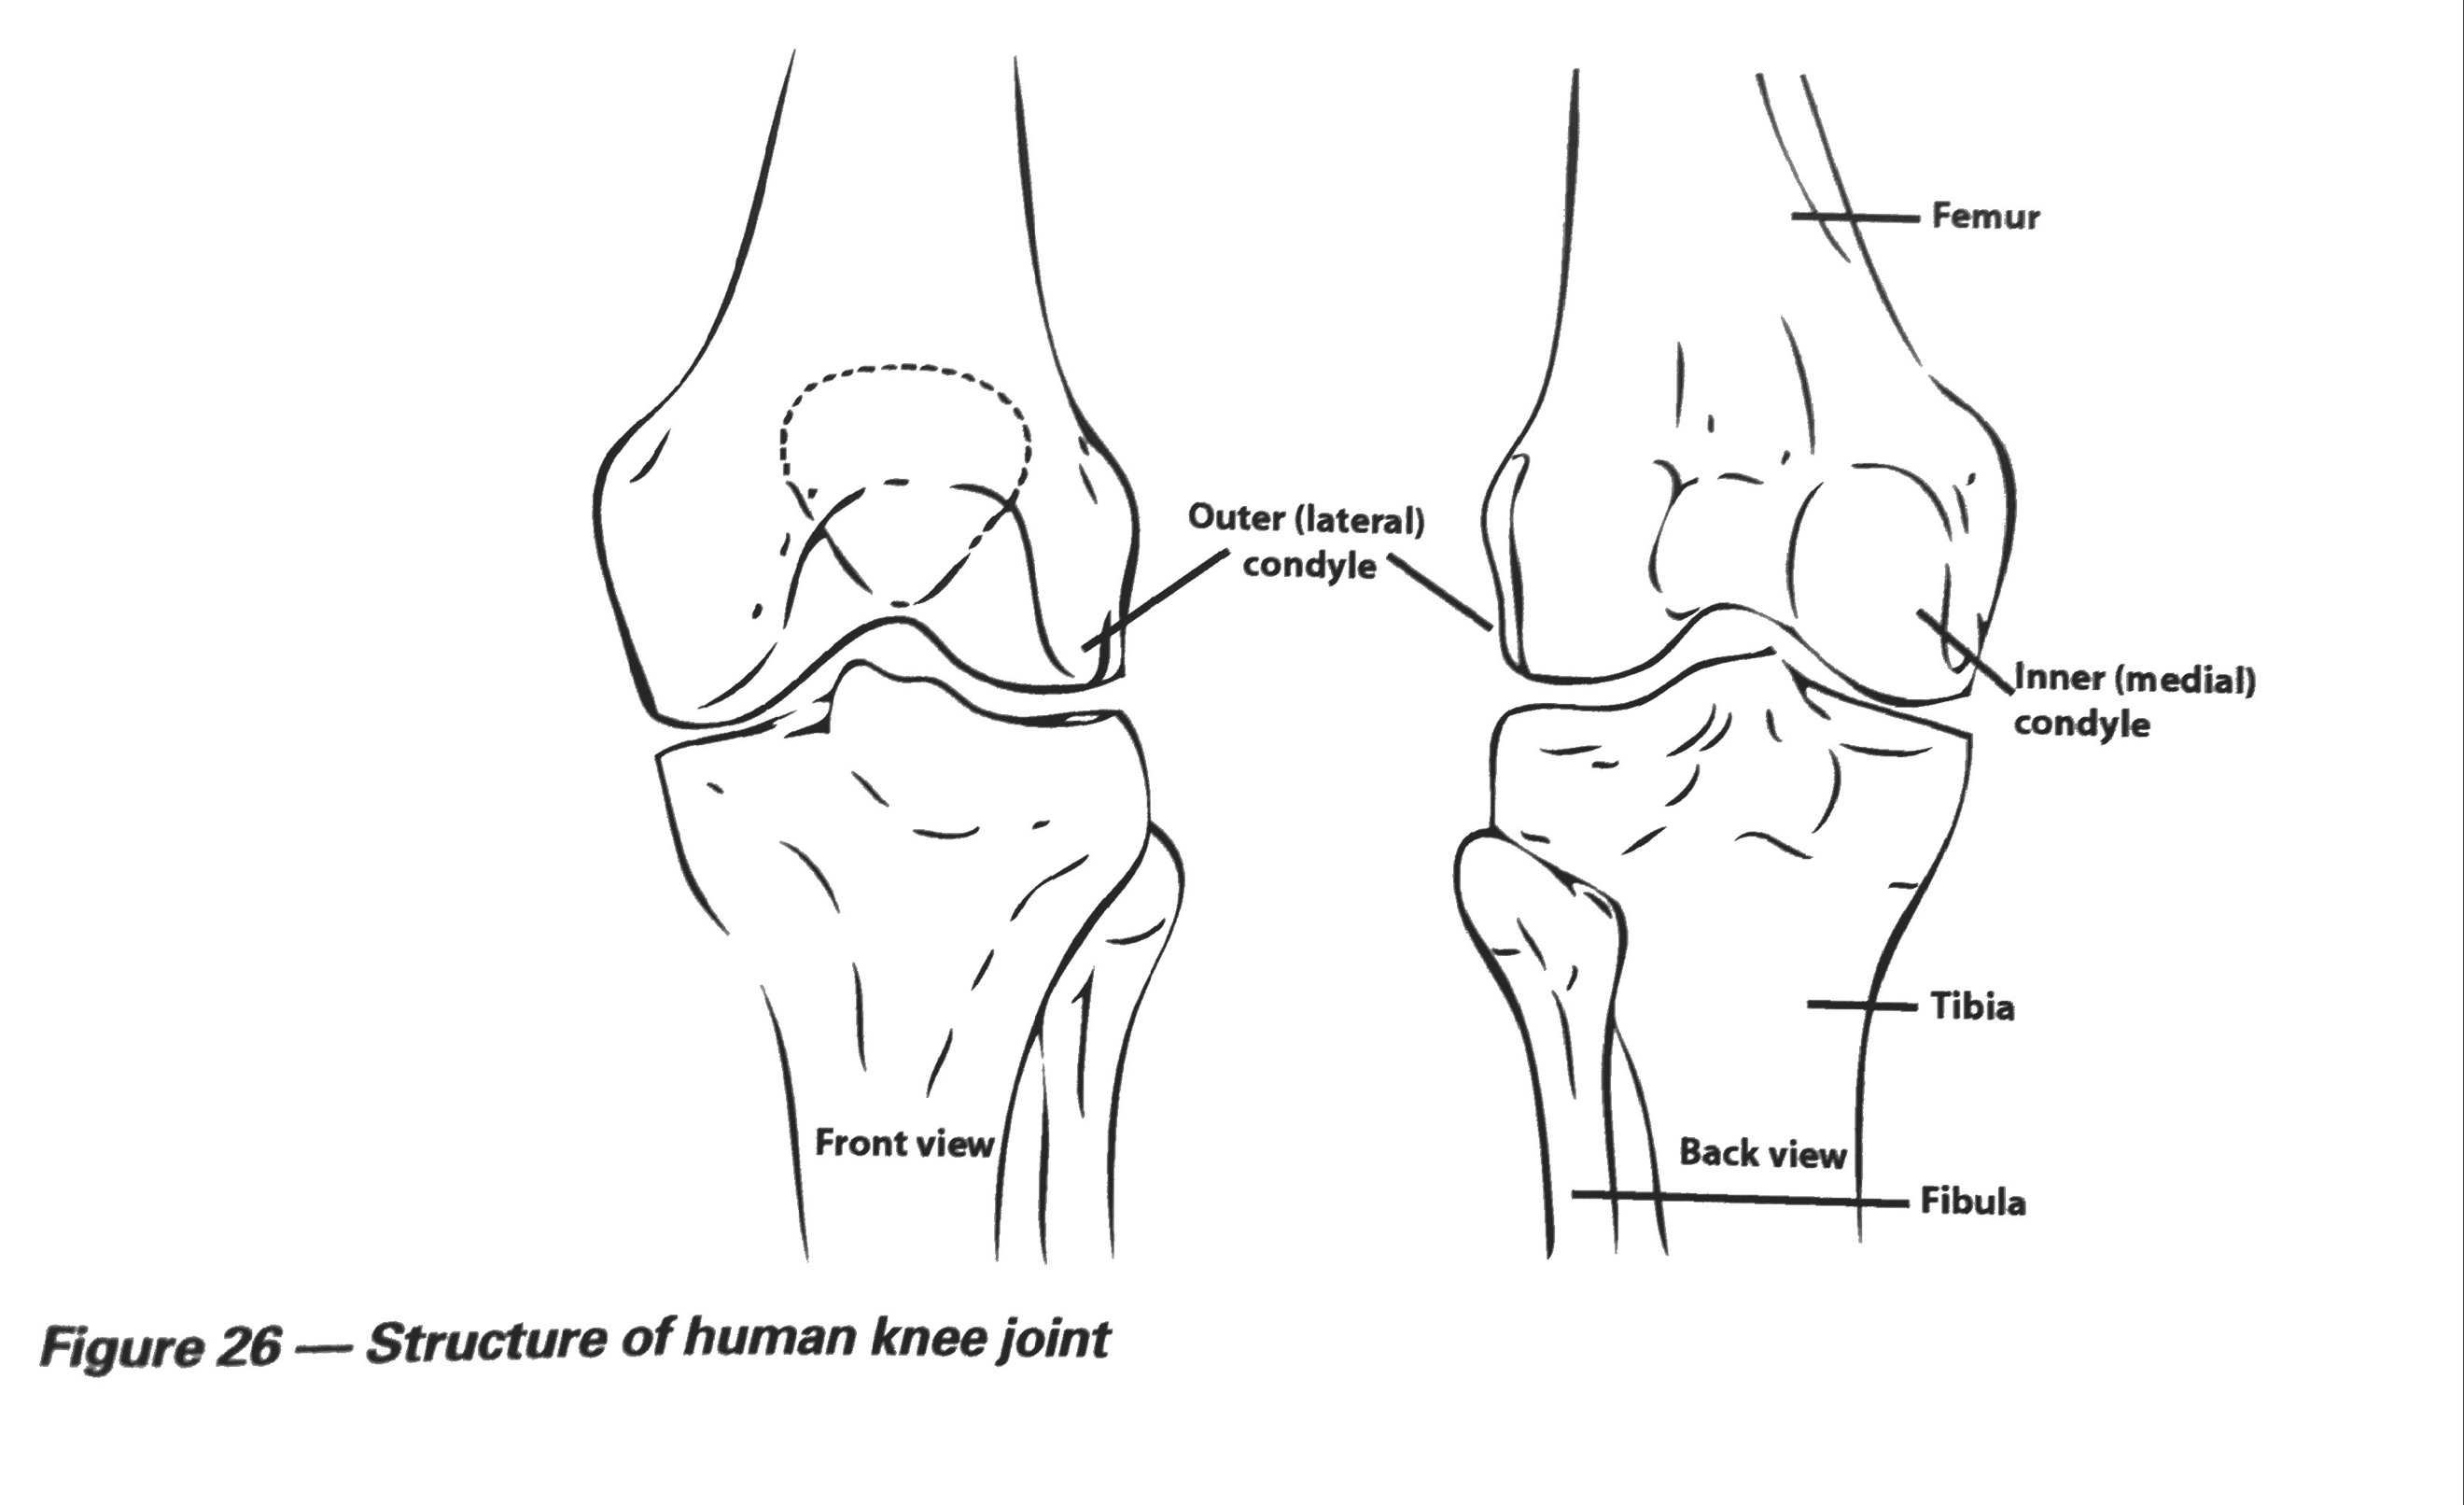 Femur
Outer (lateral)
condyle
Inner (medial)
condyle
Tibia
Front view
Back view
Fibula
Figure 26 — Structure of human knee joint